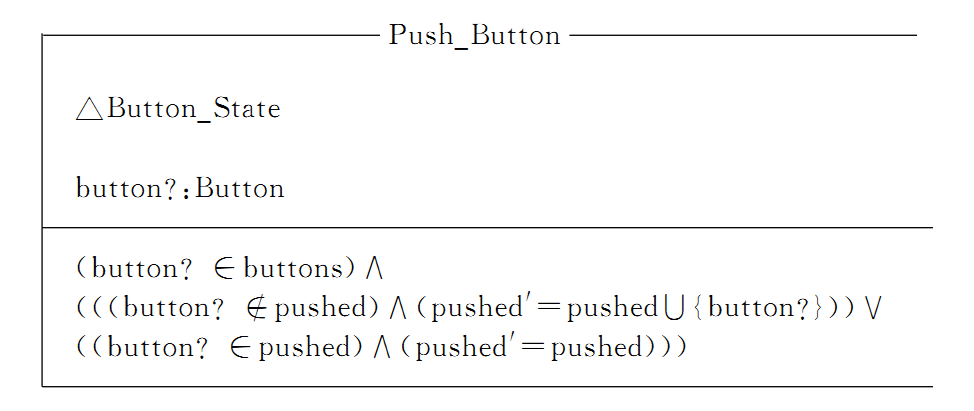 Push_Button
△Button_State
button?:Button
(button? ∈buttons)∧
(((button? ∉pushed)∧(pushed′=pushed∪{button?}))∨
((button? ∈pushed)∧(pushed′=pushed)))